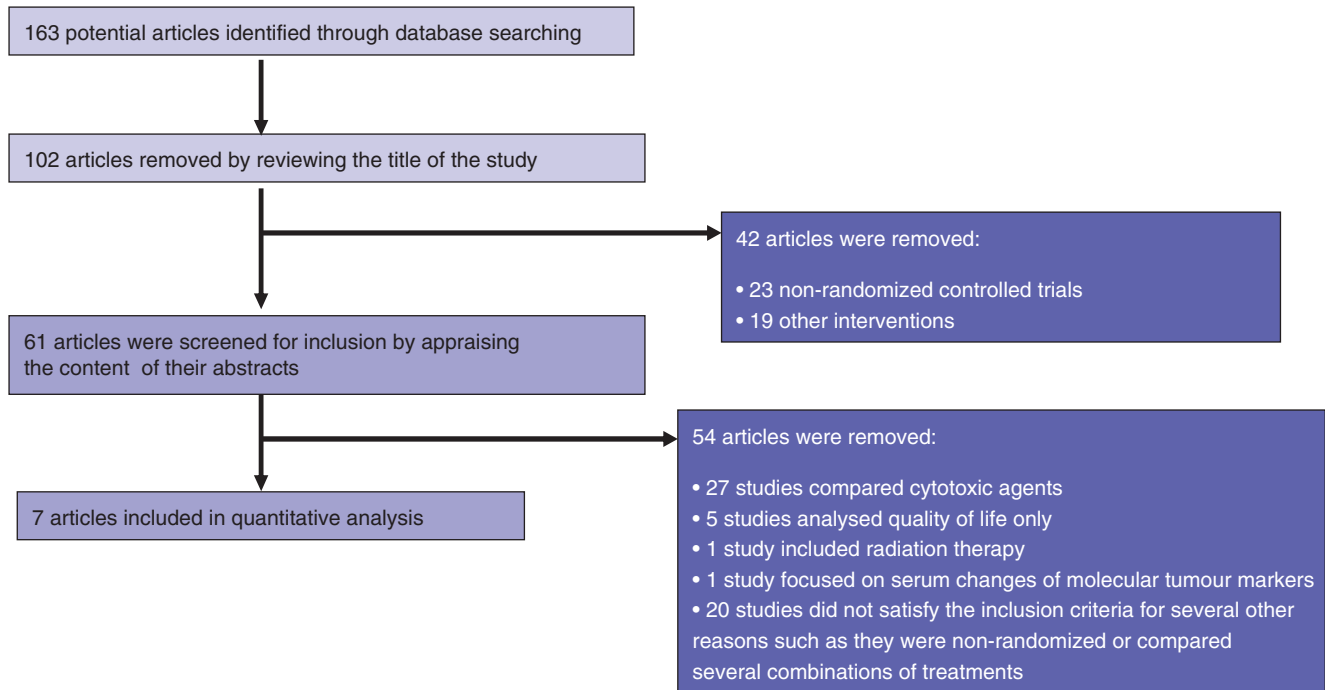 163 potential articles identified through database searching
102 articles removed by reviewing the title of the study
42 articles were removed:
• 23 non-randomized controlled trials
• 19 other interventions
61 articles were screened for inclusion by appraising
the content of their abstracts
54 articles were removed:
• 27 studies compared cytotoxic agents
• 5 studies analysed quality of life only
• 1 study included radiation therapy
• 1 study focused on serum changes of molecular tumour markers
• 20 studies did not satisfy the inclusion criteria for several other
reasons such as they were non-randomized or compared
several combinations of treatments
7 articles included in quantitative analysis